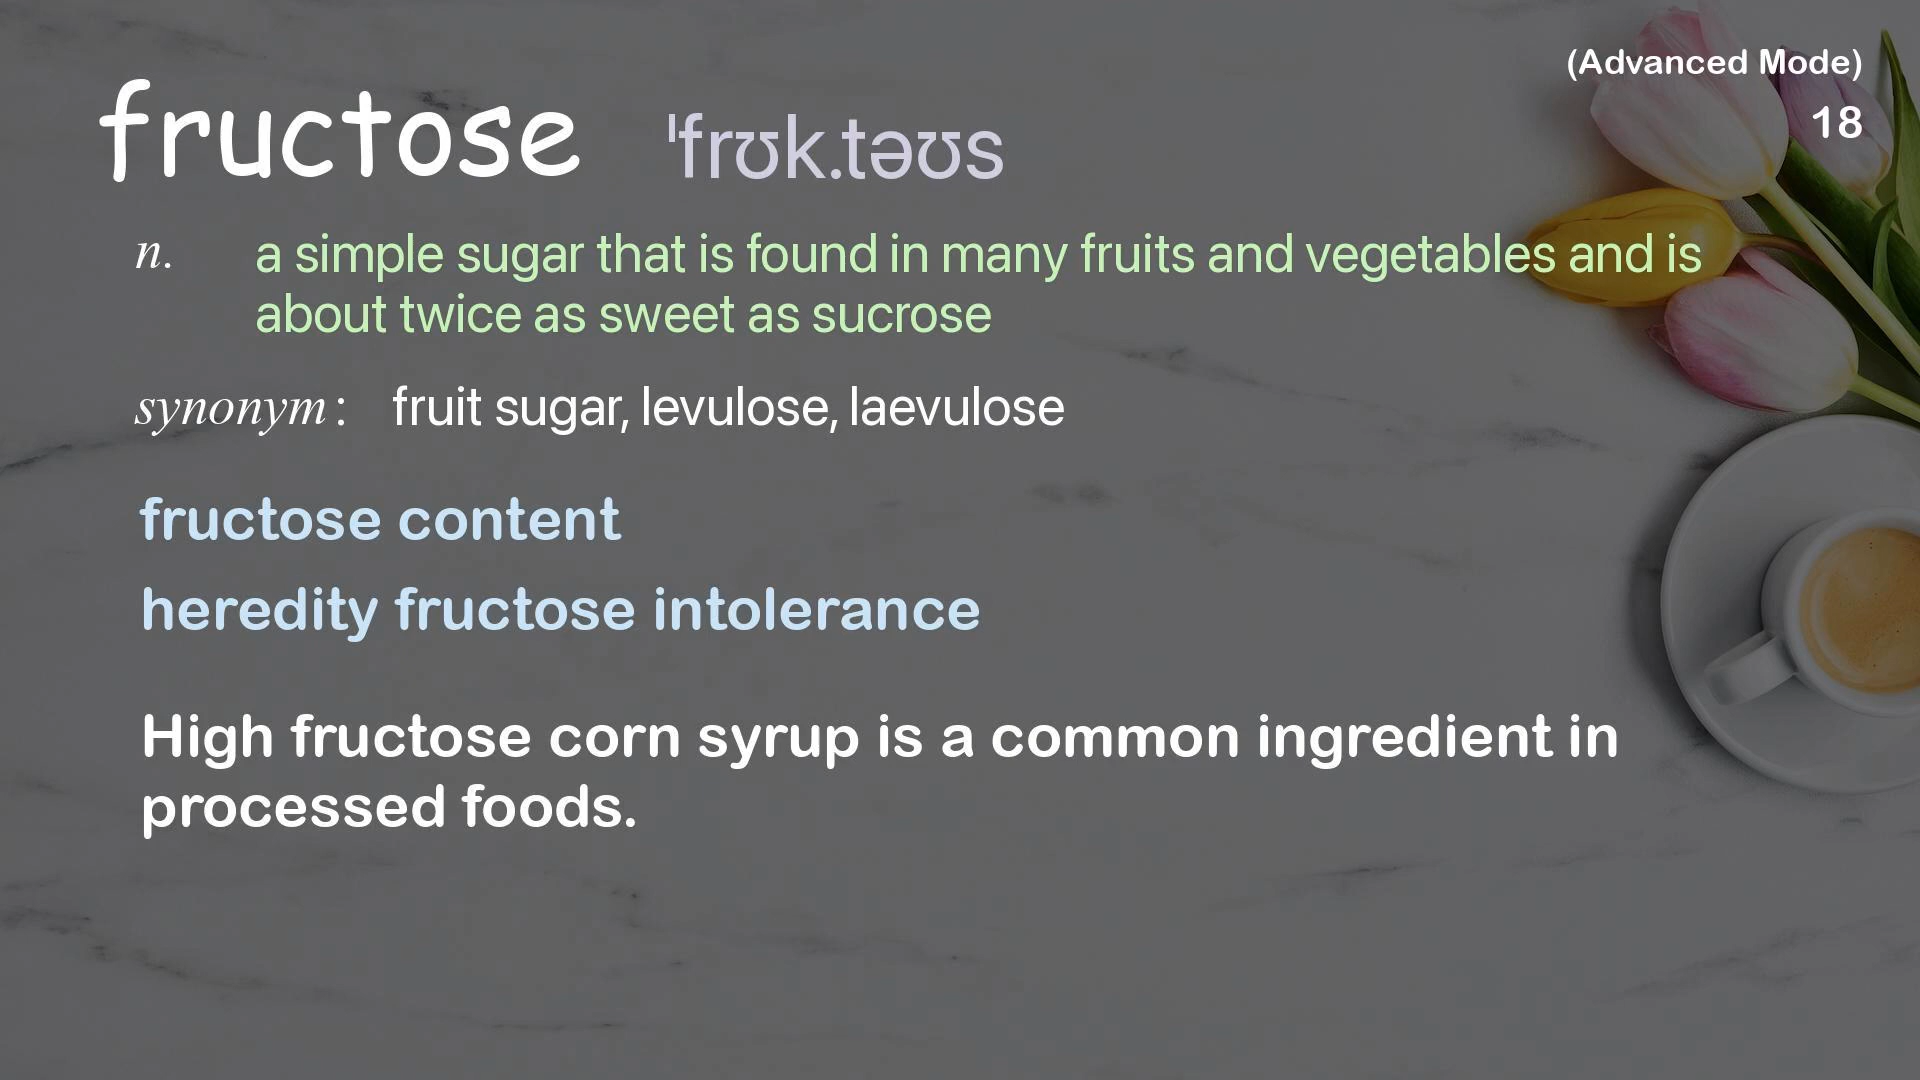 (Advanced Mode)
fructose ˈfrʊk.təʊs
18
n. a simple sugar that is found in many fruits and vegetables and is
about twice as sweet as sucrose
synonym: fruit sugar, levulose, laevulose
fructose content
heredity fructose intolerance
High fructose corn syrup is a common ingredient in
processed foods.